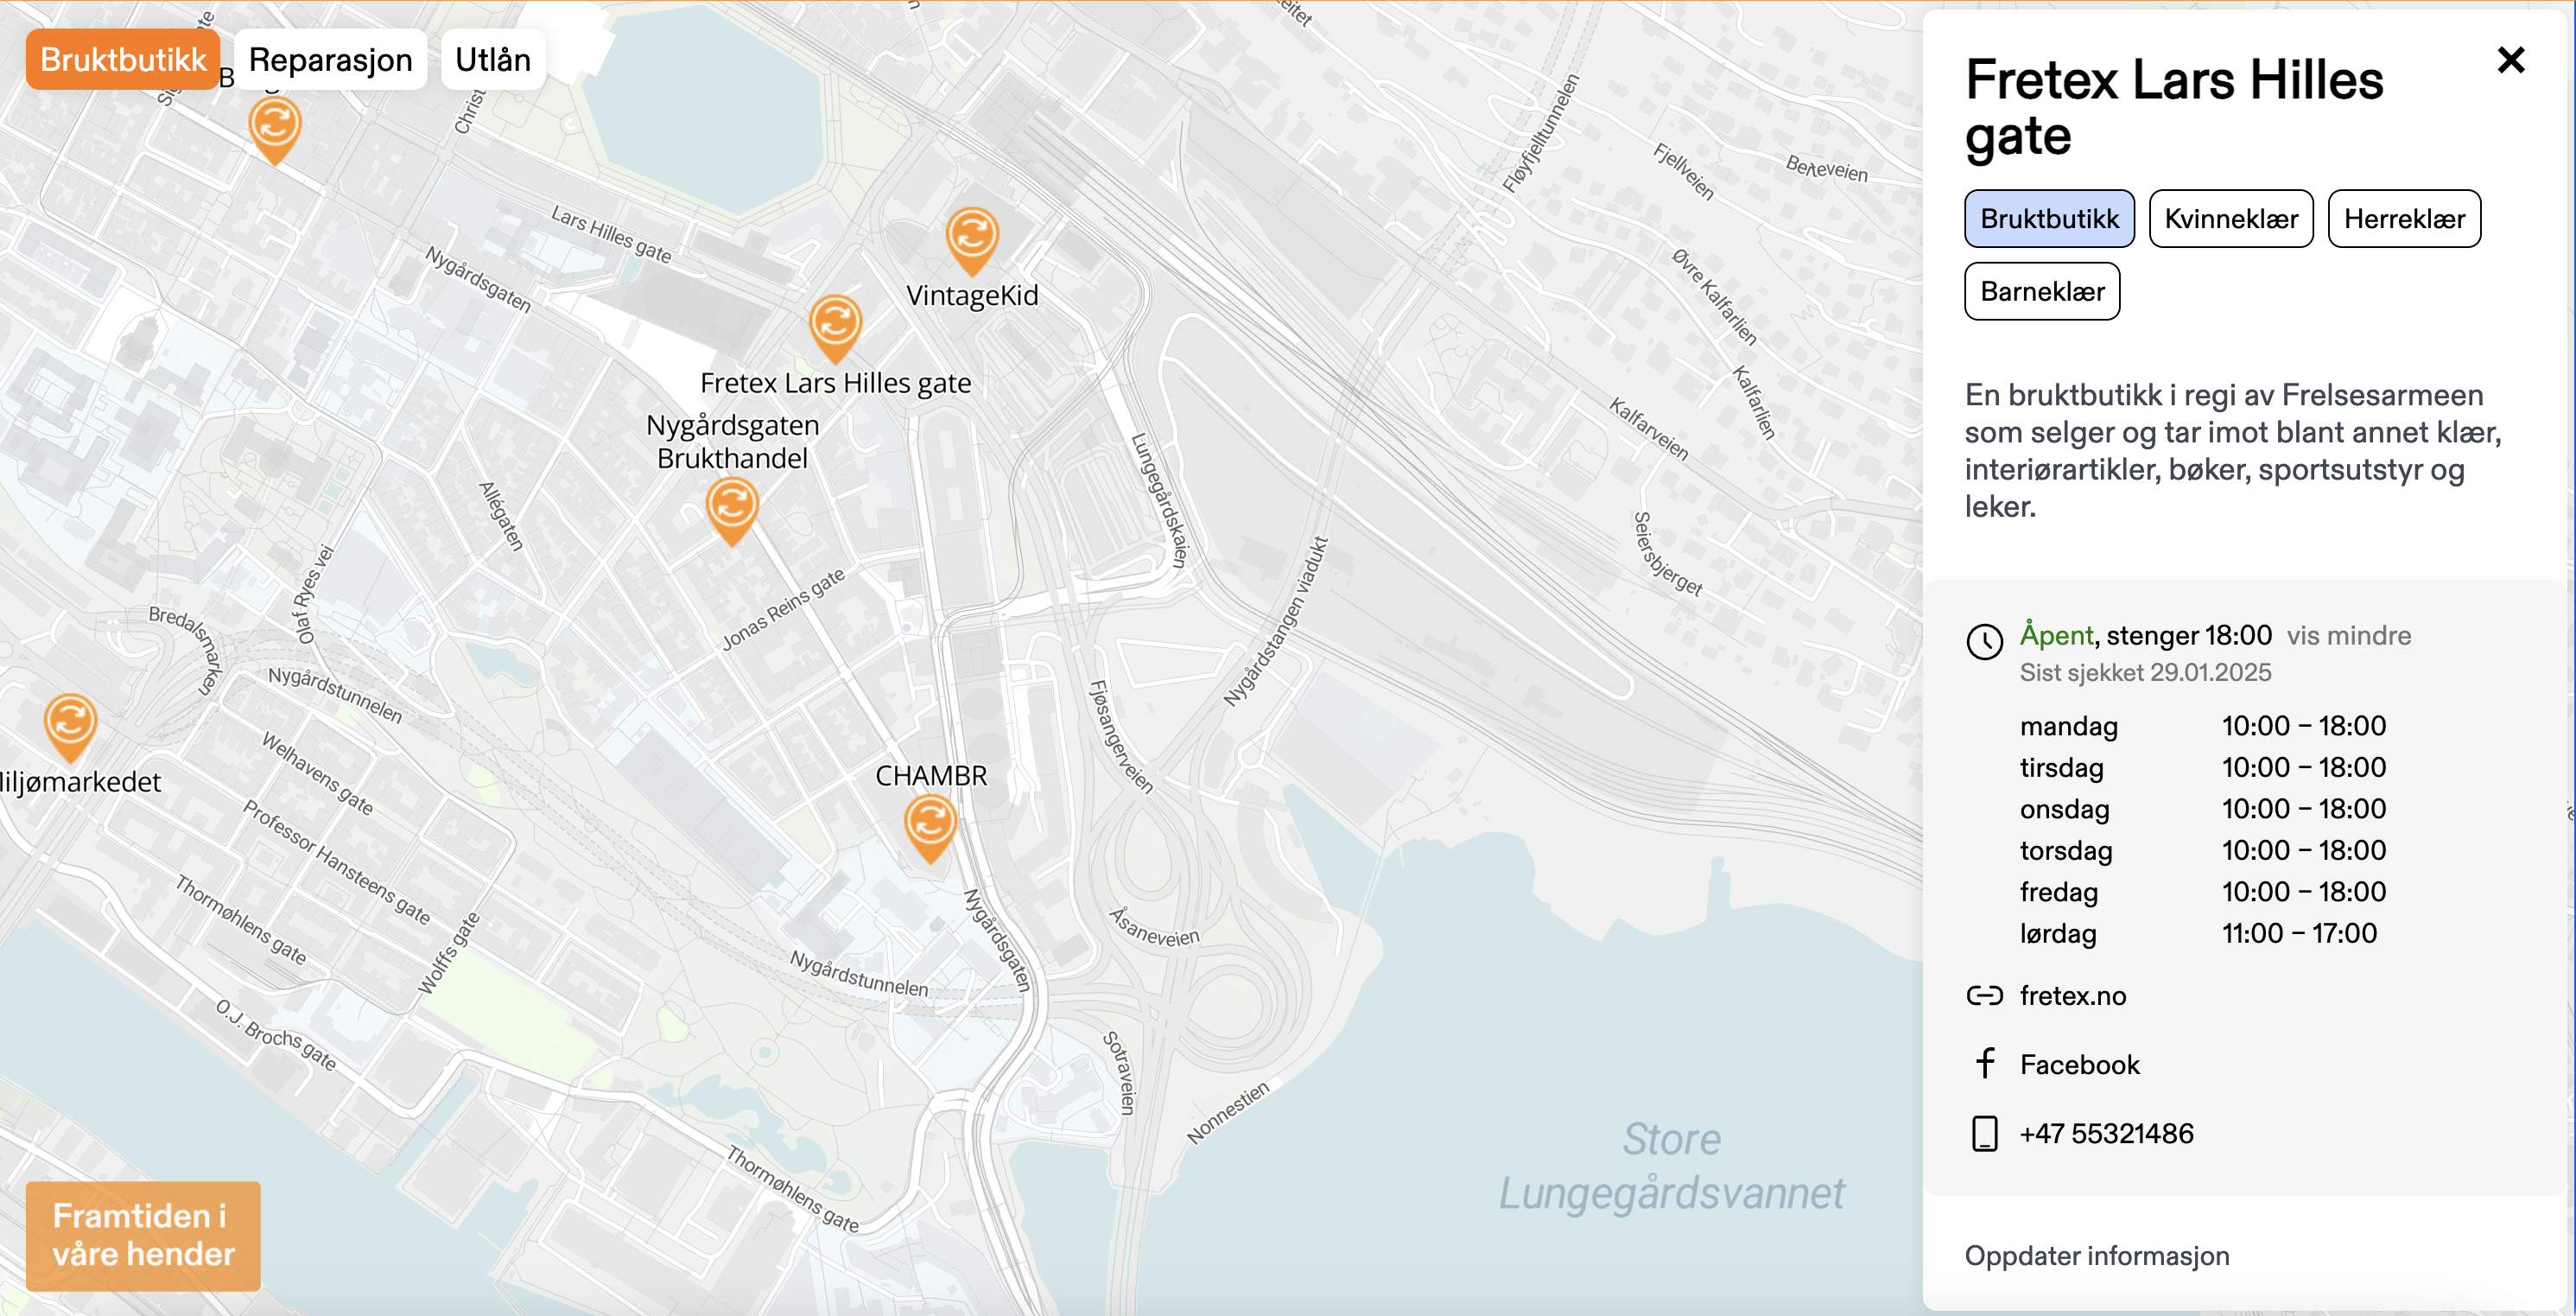 Bruktbutikk
Reparasjon
Utlån
Lars Hilles gate
Nygårdsgaten
VintageKid
Fretex Lars Hilles gate
Nygårdsgaten
Brukthandel
Allégaten
Olaf Ryes vei
Jonas Reins gate
Lungegårdskaien
Nygårdstangen viadukt
Fløyfjelltunnelen
Fjellveien
Øvre Kalfarlien
Kalfarlien
Kalfarveien
Seiersbjerget
Bredalsmarken
Nygårdstunnelen
Welhavens gate
Professor Hansteens gate
Thormøhlens gate
Wolffs gate
O.J. Brochs gate
CHAMBR
Fjøsangerveien
Nygårdsgaten
Nygårdstunnelen
Åsaneveien
Sotraveien
Nonnestien
Thormøhlens gate
Store
Lungegårdsvannet
Framtiden i
våre hender
Fretex Lars Hilles
gate
Bruktbutikk
Kvinneklær
Herreklær
Barneklær
En bruktbutikk i regi av Frelsesarmeen
som selger og tar imot blant annet klær,
interiørartikler, bøker, sportsutstyr og
leker.
Åpent, stenger 18:00 vis mindre
Sist sjekket 29.01.2025
mandag 10:00 – 18:00
tirsdag 10:00 – 18:00
onsdag 10:00 – 18:00
torsdag 10:00 – 18:00
fredag 10:00 – 18:00
lørdag 11:00 – 17:00
fretex.no
Facebook
+47 55321486
Oppdater informasjon